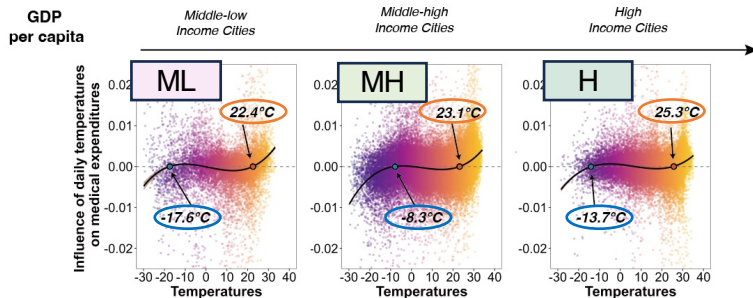 GDP
per capita
Middle-low
Income Cities
Middle-high
Income Cities
High
Income Cities
Influence of daily temperatures
on medical expenditures
ML
0.02
0.01
0.00
-0.01
-0.02
22.4°C
-17.6°C
-30 -20 -10 0 10 20 30 40
Temperatures
MH
0.02
0.01
0.00
-0.01
-0.02
23.1°C
-8.3°C
-30 -20 -10 0 10 20 30 40
Temperatures
H
0.02
0.01
0.00
-0.01
-0.02
25.3°C
-13.7°C
-30 -20 -10 0 10 20 30 40
Temperatures